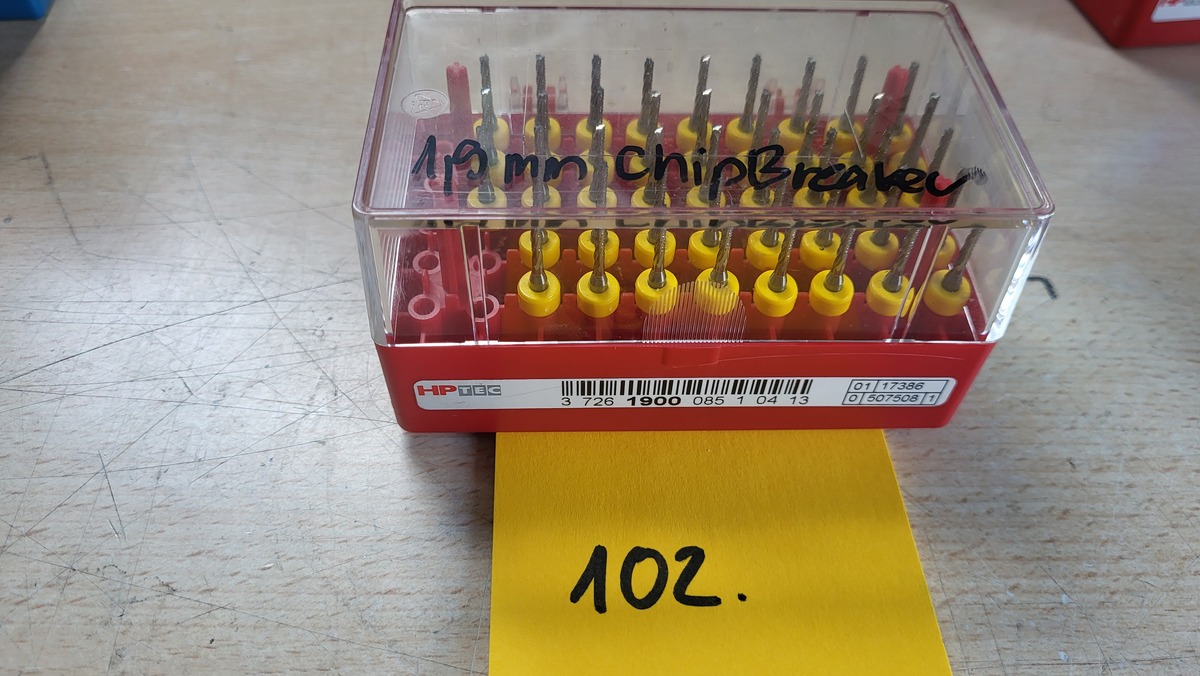 1,9 mm ChipBreaker
HPTEC
3 726 1900 085 1 04 13
01 17386
0 507508 1
102.